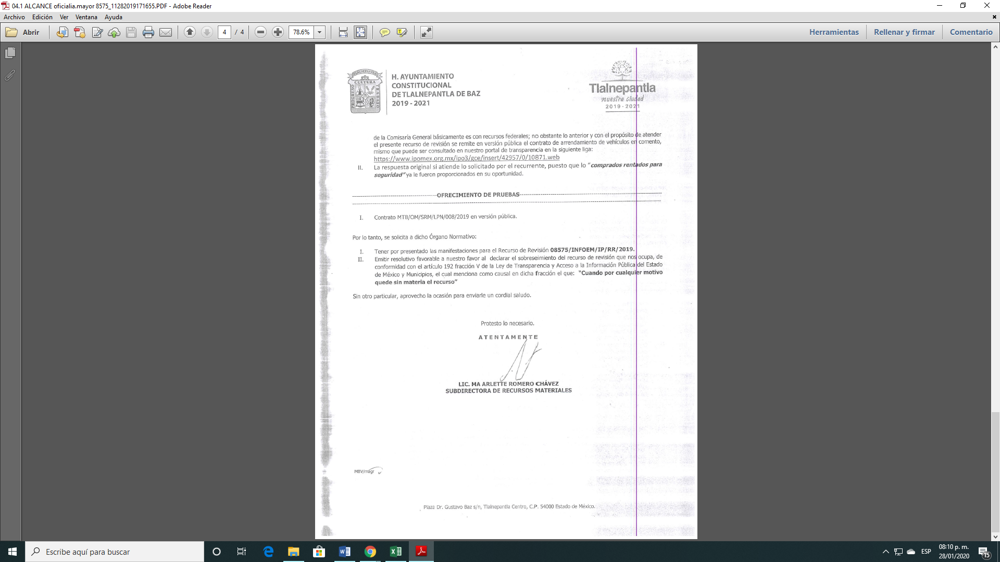 04.1 ALCANCE oficialia.mayor 8575_11282019171655.PDF - Adobe Reader
Archivo Edición Ver Ventana Ayuda
Abrir 4 / 4 78.6% Herramientas Rellenar y firmar Comentario
TLALNEPANTLA
CULTURA
PROGRESO
TRABAJO
H. AYUNTAMIENTO
CONSTITUCIONAL
DE TLALNEPANTLA DE BAZ
2019 - 2021
Tlalnepantla
nuestra ciudad
2019 - 2021
de la Comisaría General básicamente es con recursos federales; no obstante lo anterior y con el propósito de atender
el presente recurso de revisión se remite en versión pública el contrato de arrendamiento de vehículos en comento,
mismo que puede ser consultado en nuestro portal de transparencia en la siguiente liga:
https://www.ipomex.org.mx/ipo3/gce/insert/42957/0/10871.web
II. La respuesta original si atiende lo solicitado por el recurrente, puesto que lo "comprados rentados para
seguridad" ya le fueron proporcionados en su oportunidad.
----------OFRECIMIENTO DE PRUEBAS----------
I. Contrato MTB/OM/SRM/LPN/008/2019 en versión pública.
Por lo tanto, se solicita a dicho Órgano Normativo:
I. Tener por presentado las manifestaciones para el Recurso de Revisión 08575/INFOEM/IP/RR/2019.
II. Emitir resolutivo favorable a nuestro favor al declarar el sobreseimiento del recurso de revisión que nos ocupa, de
conformidad con el artículo 192 fracción V de la Ley de Transparencia y Acceso a la Información Pública del Estado
de México y Municipios, el cual menciona como causal en dicha fracción el que: "Cuando por cualquier motivo
quede sin materia el recurso"
Sin otro particular, aprovecho la ocasión para enviarle un cordial saludo.
Protesto lo necesario.
ATENTAMENTE
LIC. MA ARLETTE ROMERO CHÁVEZ
SUBDIRECTORA DE RECURSOS MATERIALES
MBV/magr
Plaza Dr. Gustavo Baz s/n, Tlalnepantla Centro, C.P. 54000 Estado de México.
Escribe aquí para buscar
ESP
08:10 p. m.
28/01/2020
15